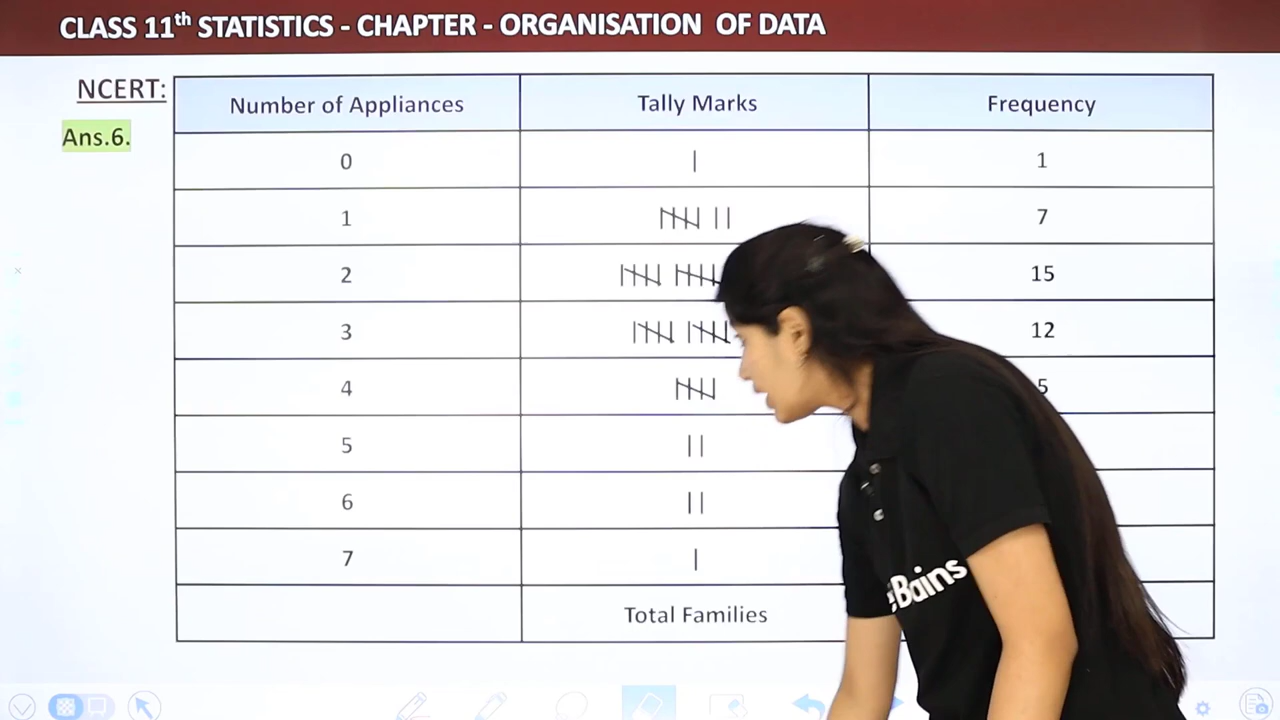 CLASS 11th STATISTICS - CHAPTER - ORGANISATION OF DATA
NCERT:
Ans.6.
Number of Appliances Tally Marks Frequency
0 | 1
1 7
2 15
3 12
4 5
5 ||
6 ||
7 |
Total Families
Bains